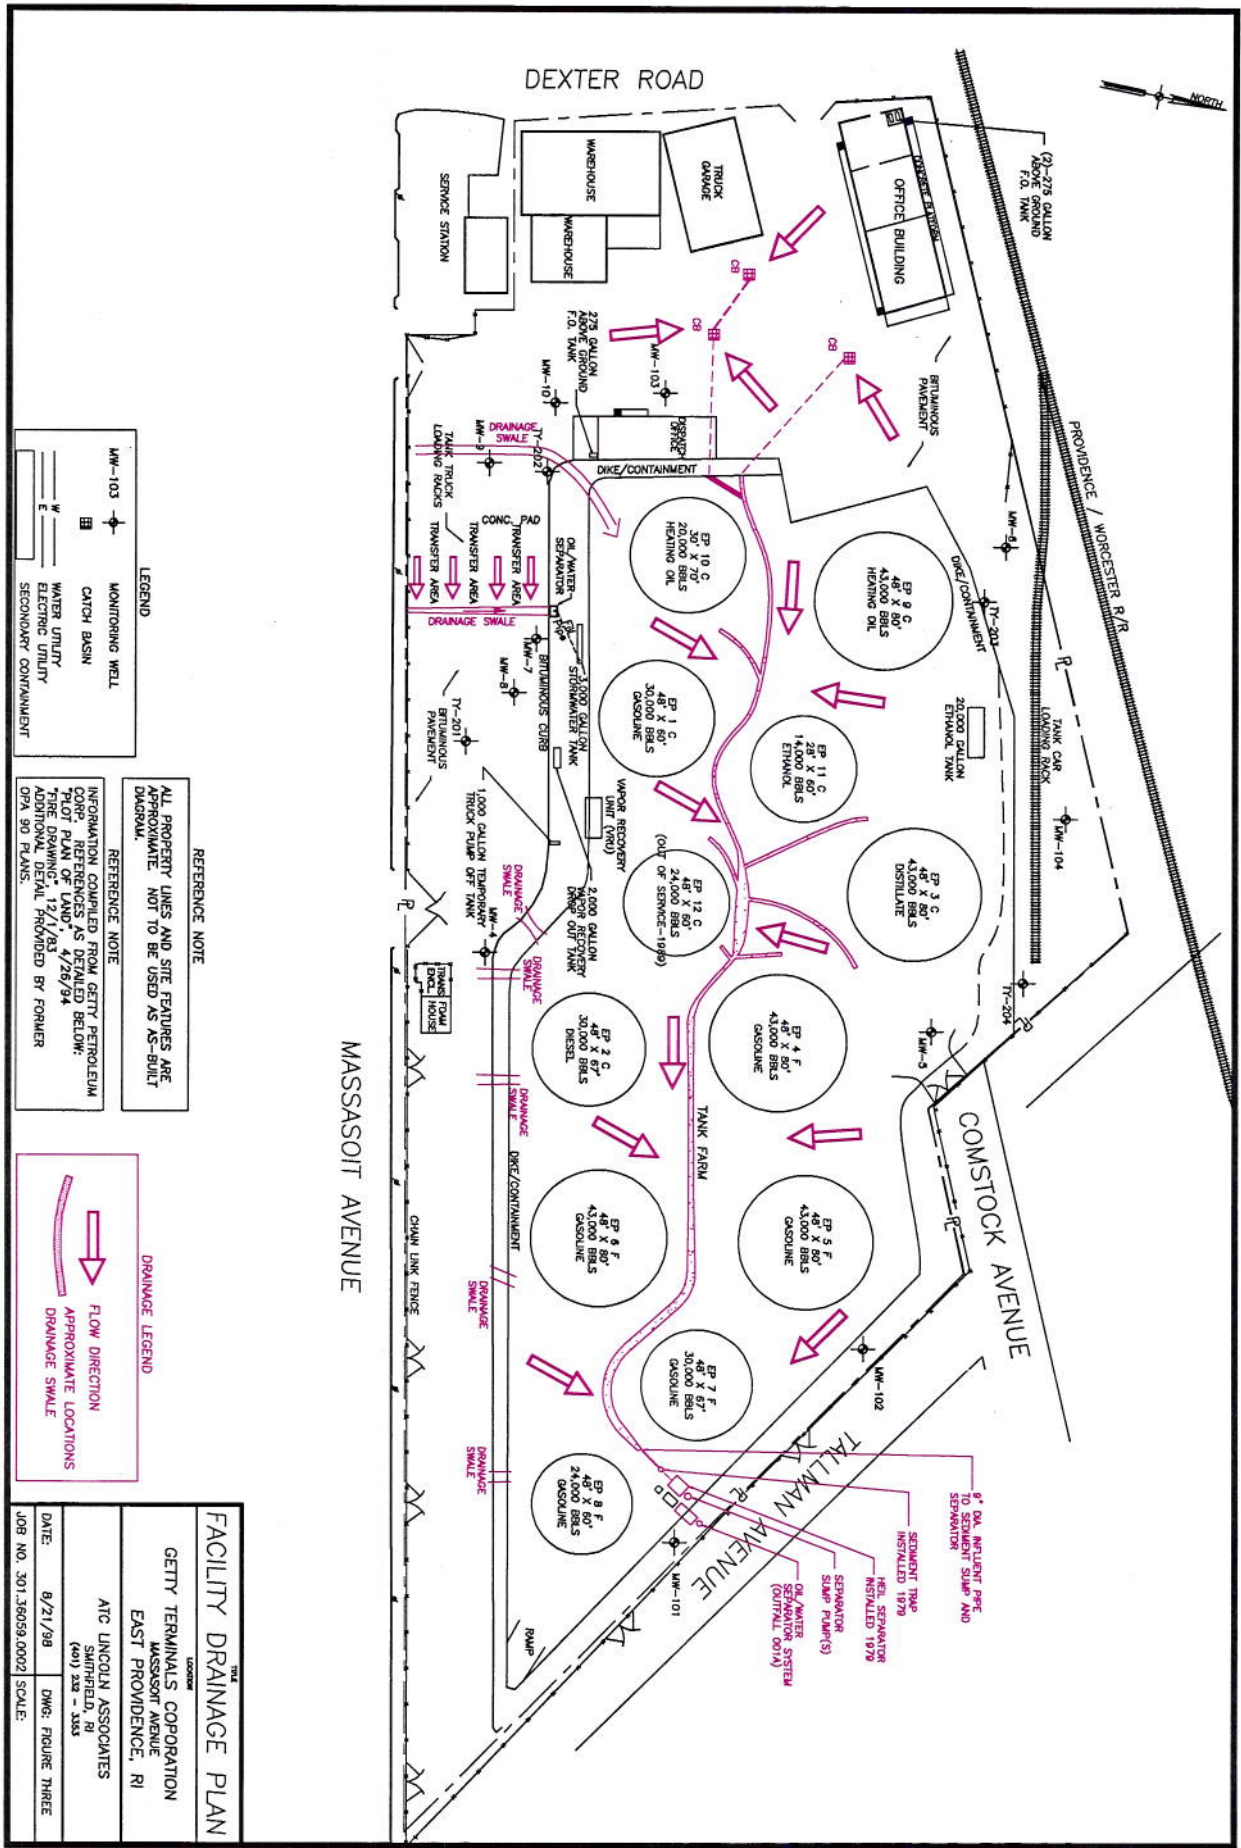 DEXTER ROAD
NORTH
(2)-275 GALLON
ABOVE GROUND
F.O. TANK
CONCRETE PLATFORM
OFFICE BUILDING
TRUCK
GARAGE
WAREHOUSE
WAREHOUSE
SERVICE STATION
CB
CB
CB
275 GALLON
ABOVE GROUND
F.O. TANK
MW-103
MW-10
BITUMINOUS
PAVEMENT
PROVIDENCE / WORCESTER R/R
DISPATCH
OFFICE
DIKE/CONTAINMENT
DRAINAGE
SWALE
TY-202
MW-9
TANK TRUCK
LOADING RACKS
CONC. PAD
TRANSFER AREA
TRANSFER AREA
TRANSFER AREA
OIL/WATER
SEPARATOR
DRAINAGE SWALE
MW-7
MW-8
BITUMINOUS CURB
3,000 GALLON
STORMWATER TANK
TY-201
BITUMINOUS
PAVEMENT
EP 10 C
30' X 70'
20,000 BBLS
HEATING OIL
EP 9 C
48' X 80'
43,000 BBLS
HEATING OIL
MW-6
TY-203
DIKE/CONTAINMENT
PL
20,000 GALLON
ETHANOL TANK
TANK CAR
LOADING RACK
MW-104
EP 1 C
48' X 60'
30,000 BBLS
GASOLINE
EP 11 C
28' X 60'
14,000 BBLS
ETHANOL
VAPOR RECOVERY
UNIT (VRU)
1,000 GALLON TEMPORARY
TRUCK PUMP OFF TANK
2,000 GALLON
VAPOR RECOVERY
DROP OUT TANK
EP 12 C
48' X 60'
24,000 BBLS
(OUT OF SERVICE-1989)
EP 3 C
48' X 80'
43,000 BBLS
DISTILLATE
DRAINAGE
SWALE
MW-4
DRAINAGE
SWALE
PL
TRANS
ENCL
FOAM
HOUSE
TY-204
MW-5
EP 2 C
48' X 67'
30,000 BBLS
DIESEL
EP 4 F
48' X 80'
43,000 BBLS
GASOLINE
DRAINAGE
SWALE
TANK FARM
COMSTOCK AVENUE
MASSASOIT AVENUE
DIKE/CONTAINMENT
CHAIN LINK FENCE
EP 6 F
48' X 80'
43,000 BBLS
GASOLINE
EP 5 F
48' X 80'
43,000 BBLS
GASOLINE
PL
DRAINAGE
SWALE
EP 7 F
48' X 67'
30,000 BBLS
GASOLINE
MW-102
TALLMAN AVENUE
DRAINAGE
SWALE
EP 8 F
48' X 60'
24,000 BBLS
GASOLINE
PL
MW-101
RAMP
9" DIA. INFLUENT PIPE
TO SEDIMENT SUMP AND
SEPARATOR
SEDIMENT TRAP
INSTALLED 1979
HEIL SEPARATOR
INSTALLED 1979
SEPARATOR
SUMP PUMP(S)
OIL/WATER
SEPARATOR SYSTEM
(OUTFALL 001A)
LEGEND
MW-103 MONITORING WELL
CATCH BASIN
W WATER UTILITY
E ELECTRIC UTILITY
SECONDARY CONTAINMENT
REFERENCE NOTE
ALL PROPERTY LINES AND SITE FEATURES ARE
APPROXIMATE. NOT TO BE USED AS AS-BUILT
DIAGRAM.
REFERENCE NOTE
INFORMATION COMPILED FROM GETTY PETROLEUM
CORP. REFERENCES AS DETAILED BELOW:
"PLOT PLAN OF LAND", 4/26/94
"FIRE DRAWING", 12/1/83
ADDITIONAL DETAIL PROVIDED BY FORMER
OPA 90 PLANS.
DRAINAGE LEGEND
FLOW DIRECTION
APPROXIMATE LOCATIONS
DRAINAGE SWALE
TITLE
FACILITY DRAINAGE PLAN
LOCATION
GETTY TERMINALS COPORATION
MASSASOIT AVENUE
EAST PROVIDENCE, RI
ATC LINCOLN ASSOCIATES
SMITHFIELD, RI
(401) 232 - 3353
DATE: 8/21/98
DWG: FIGURE THREE
JOB NO. 301.36059.0002
SCALE: